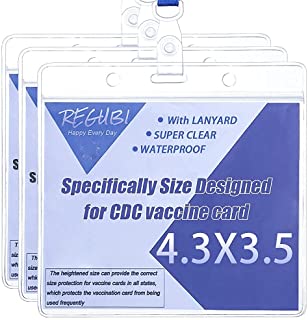 REGUBI
Happy Every Day
• With LANYARD
• SUPER CLEAR
• WATERPROOF
Specifically Size Designed
for CDC vaccine card
4.3X3.5
The heightened size can provide the correct
size protection for vaccine cards in all states,
which protects the vaccination card from being
used frequently